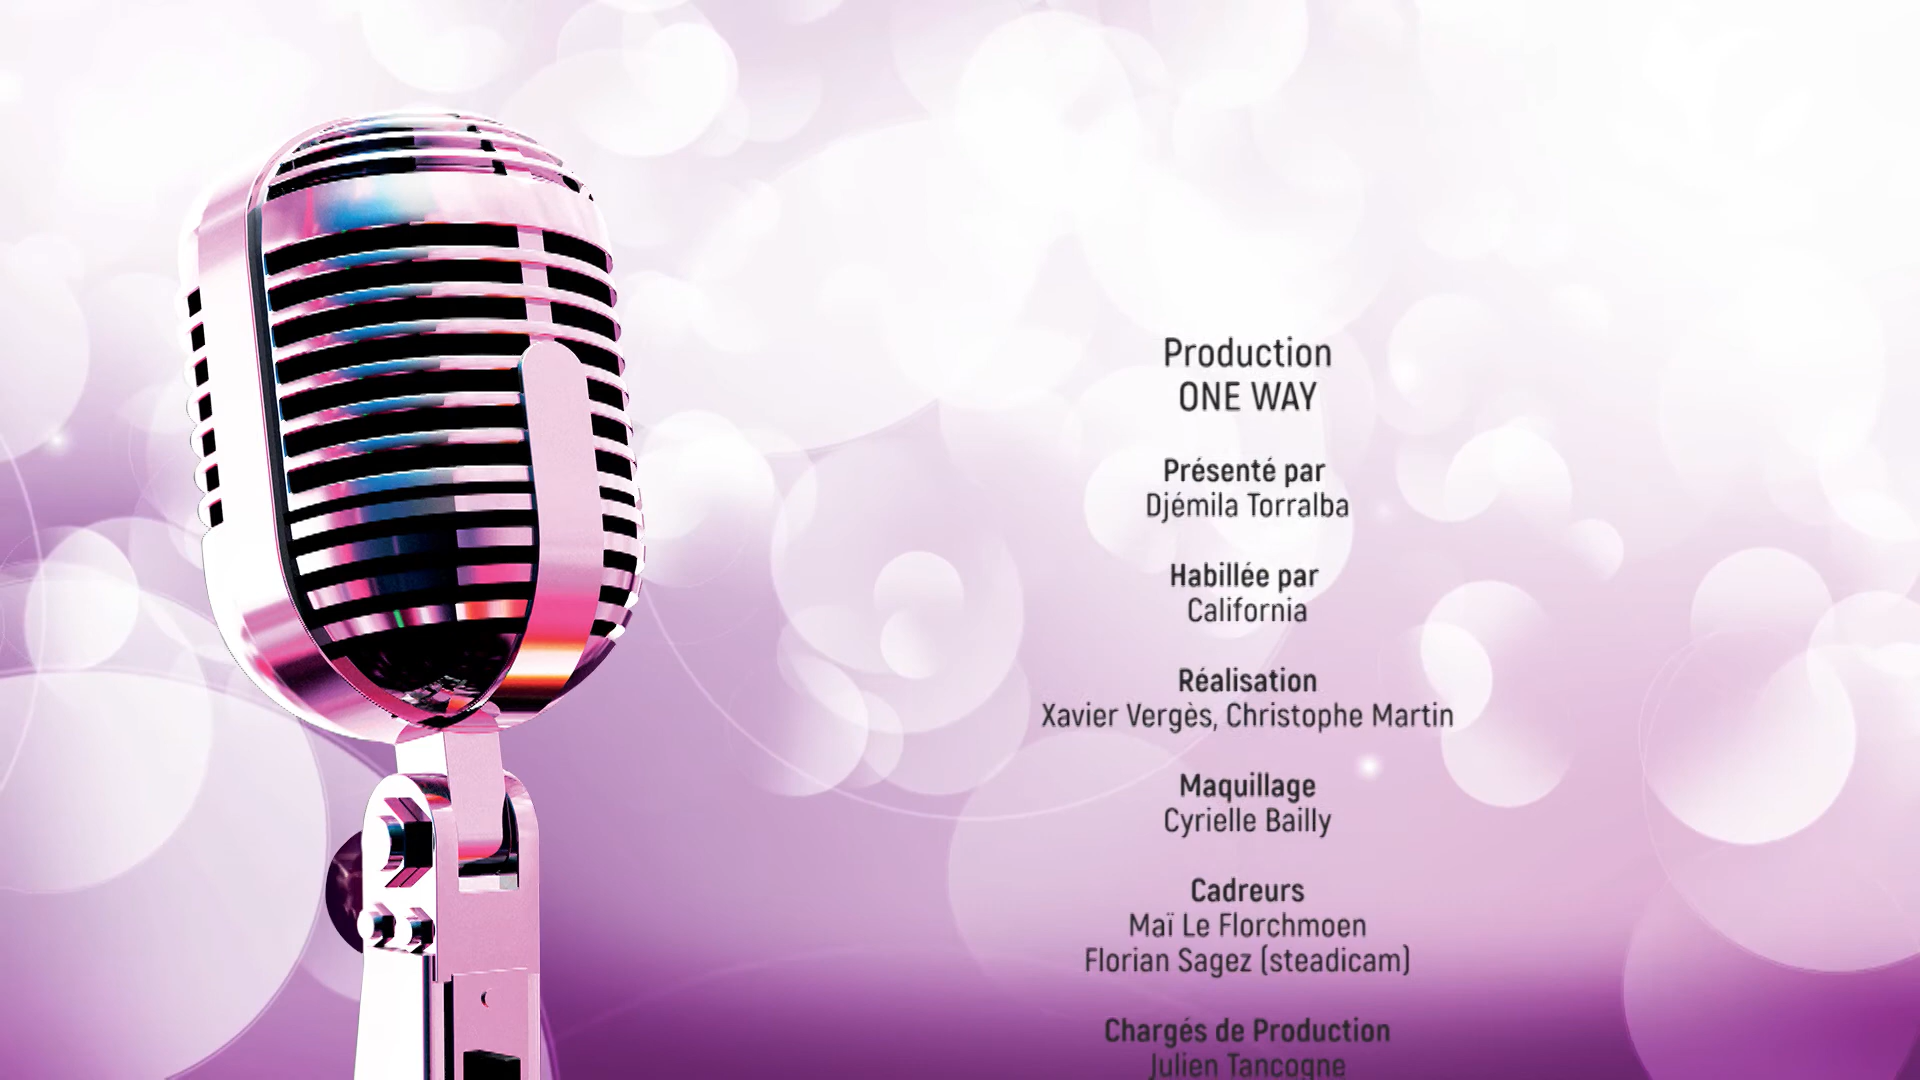 Production
ONE WAY
Présenté par
Djémila Torralba
Habillée par
California
Réalisation
Xavier Vergès, Christophe Martin
Maquillage
Cyrielle Bailly
Cadreurs
Maï Le Florchmoen
Florian Sagez (steadicam)
Chargés de Production
Julien Tancogne